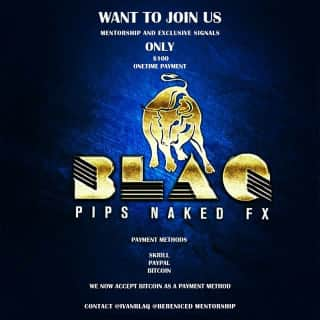 WANT TO JOIN US
MENTORSHIP AND EXCLUSIVE SIGNALS
ONLY
$100
ONETIME PAYMENT
BLAQ
PIPS NAKED FX
PAYMENT METHODS
SKRILL
PAYPAL
BITCOIN
WE NOW ACCEPT BITCOIN AS A PAYMENT METHOD
CONTACT @IVANBLAQ @BERENICED MENTORSHIP